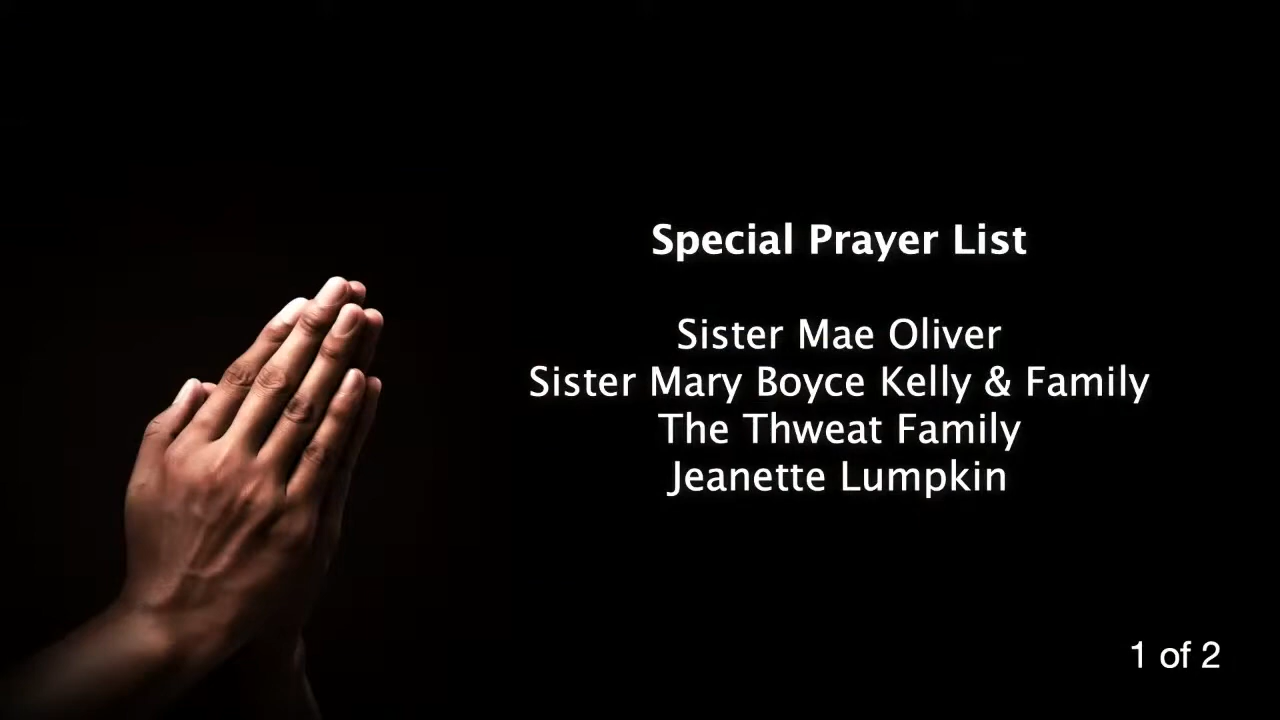 Special Prayer List
Sister Mae Oliver
Sister Mary Boyce Kelly & Family
The Thweat Family
Jeanette Lumpkin
1 of 2